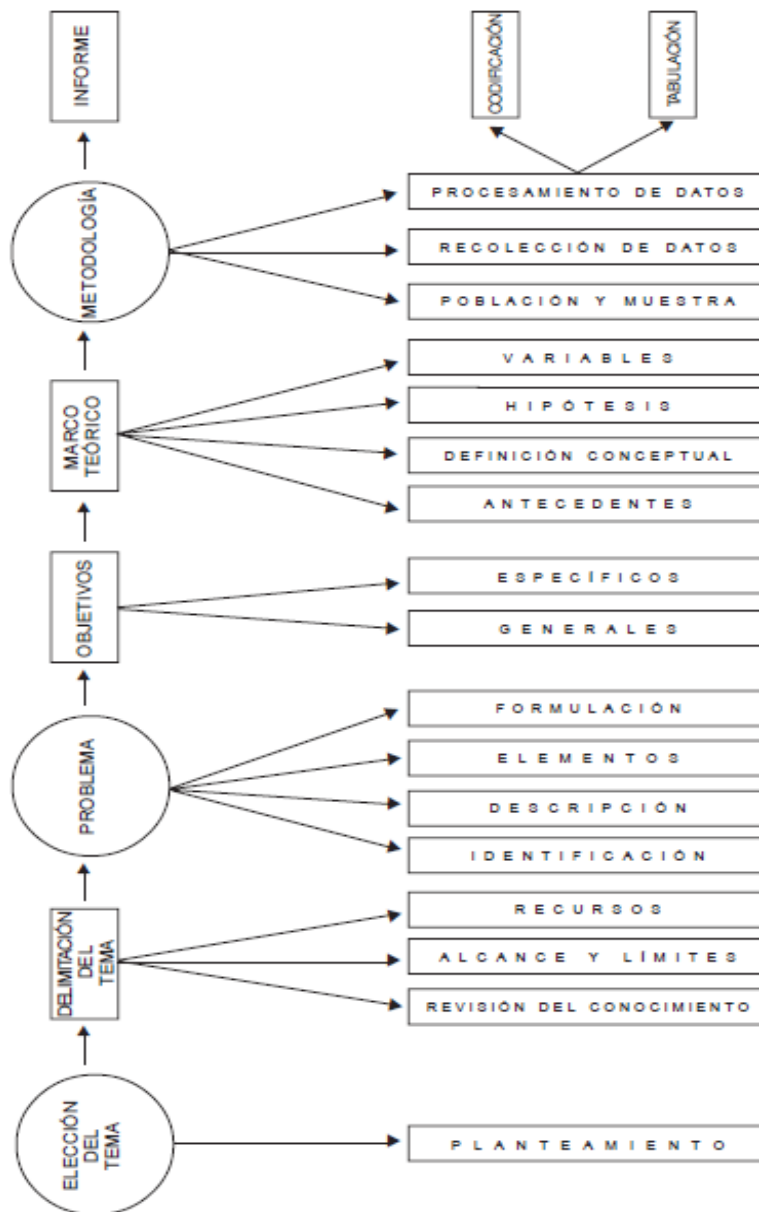 INFORME
CODIFICACIÓN
TABULACIÓN
METODOLOGÍA
PROCESAMIENTO DE DATOS
RECOLECCIÓN DE DATOS
POBLACIÓN Y MUESTRA
MARCO
TEÓRICO
VARIABLES
HIPÓTESIS
DEFINICIÓN CONCEPTUAL
ANTECEDENTES
OBJETIVOS
ESPECÍFICOS
GENERALES
PROBLEMA
FORMULACIÓN
ELEMENTOS
DESCRIPCIÓN
IDENTIFICACIÓN
DELIMITACIÓN
DEL
TEMA
RECURSOS
ALCANCE Y LÍMITES
REVISIÓN DEL CONOCIMIENTO
ELECCIÓN
DEL
TEMA
PLANTEAMIENTO